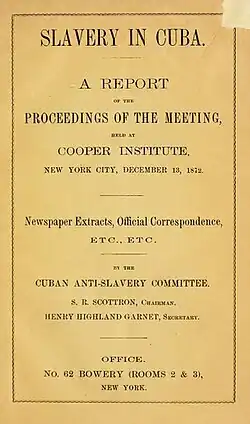 SLAVERY IN CUBA.
A REPORT
OF THE
PROCEEDINGS OF THE MEETING,
HELD AT
COOPER INSTITUTE,
NEW YORK CITY, DECEMBER 13, 1872.
Newspaper Extracts, Official Correspondence,
ETC., ETC.
BY THE
CUBAN ANTI-SLAVERY COMMITTEE.
S. R. SCOTTRON, CHAIRMAN.
HENRY HIGHLAND GARNET, SECRETARY.
OFFICE.
NO. 62 BOWERY (ROOMS 2 & 3),
NEW YORK.